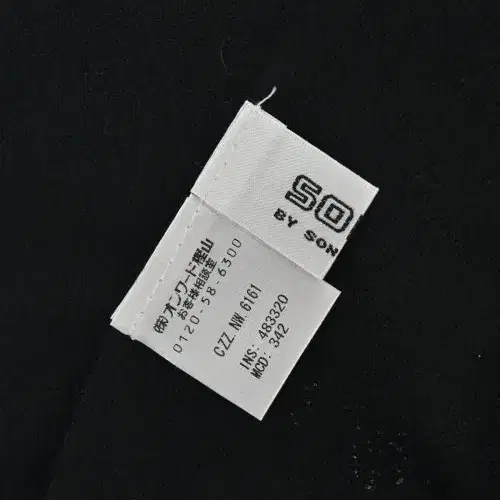 SO
BY SON
(株)オンワード樫山
お客様相談室
0120-58-6300
CZZ NW 6161
INS: 483320
MCD: 342